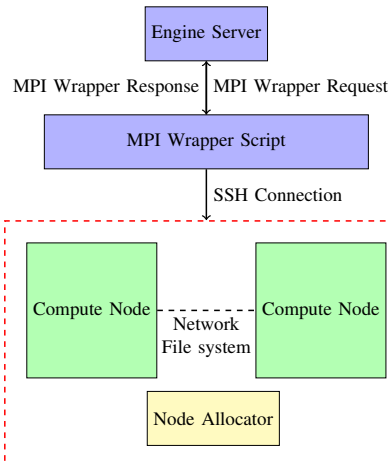 Engine Server
MPI Wrapper Response MPI Wrapper Request
MPI Wrapper Script
SSH Connection
Compute Node Compute Node
Network
File system
Node Allocator